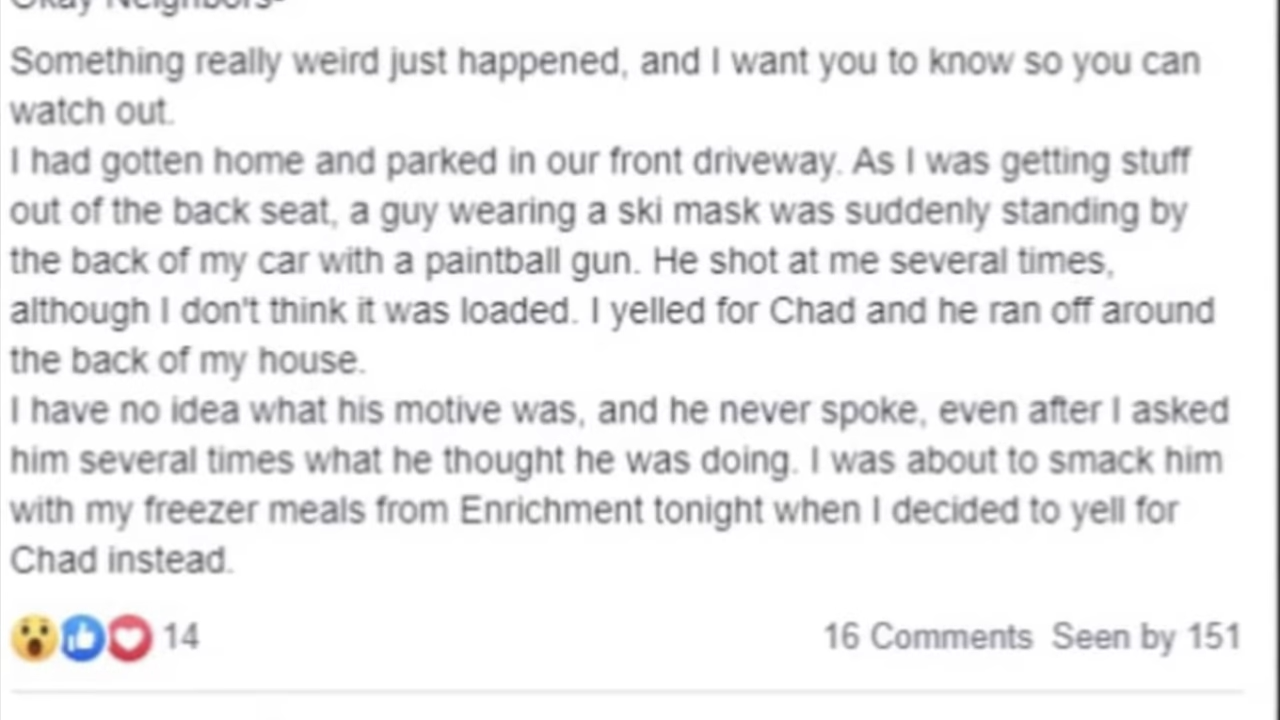 Okay Neighbors-
Something really weird just happened, and I want you to know so you can
watch out.
I had gotten home and parked in our front driveway. As I was getting stuff
out of the back seat, a guy wearing a ski mask was suddenly standing by
the back of my car with a paintball gun. He shot at me several times,
although I don't think it was loaded. I yelled for Chad and he ran off around
the back of my house.
I have no idea what his motive was, and he never spoke, even after I asked
him several times what he thought he was doing. I was about to smack him
with my freezer meals from Enrichment tonight when I decided to yell for
Chad instead.
14
16 Comments Seen by 151